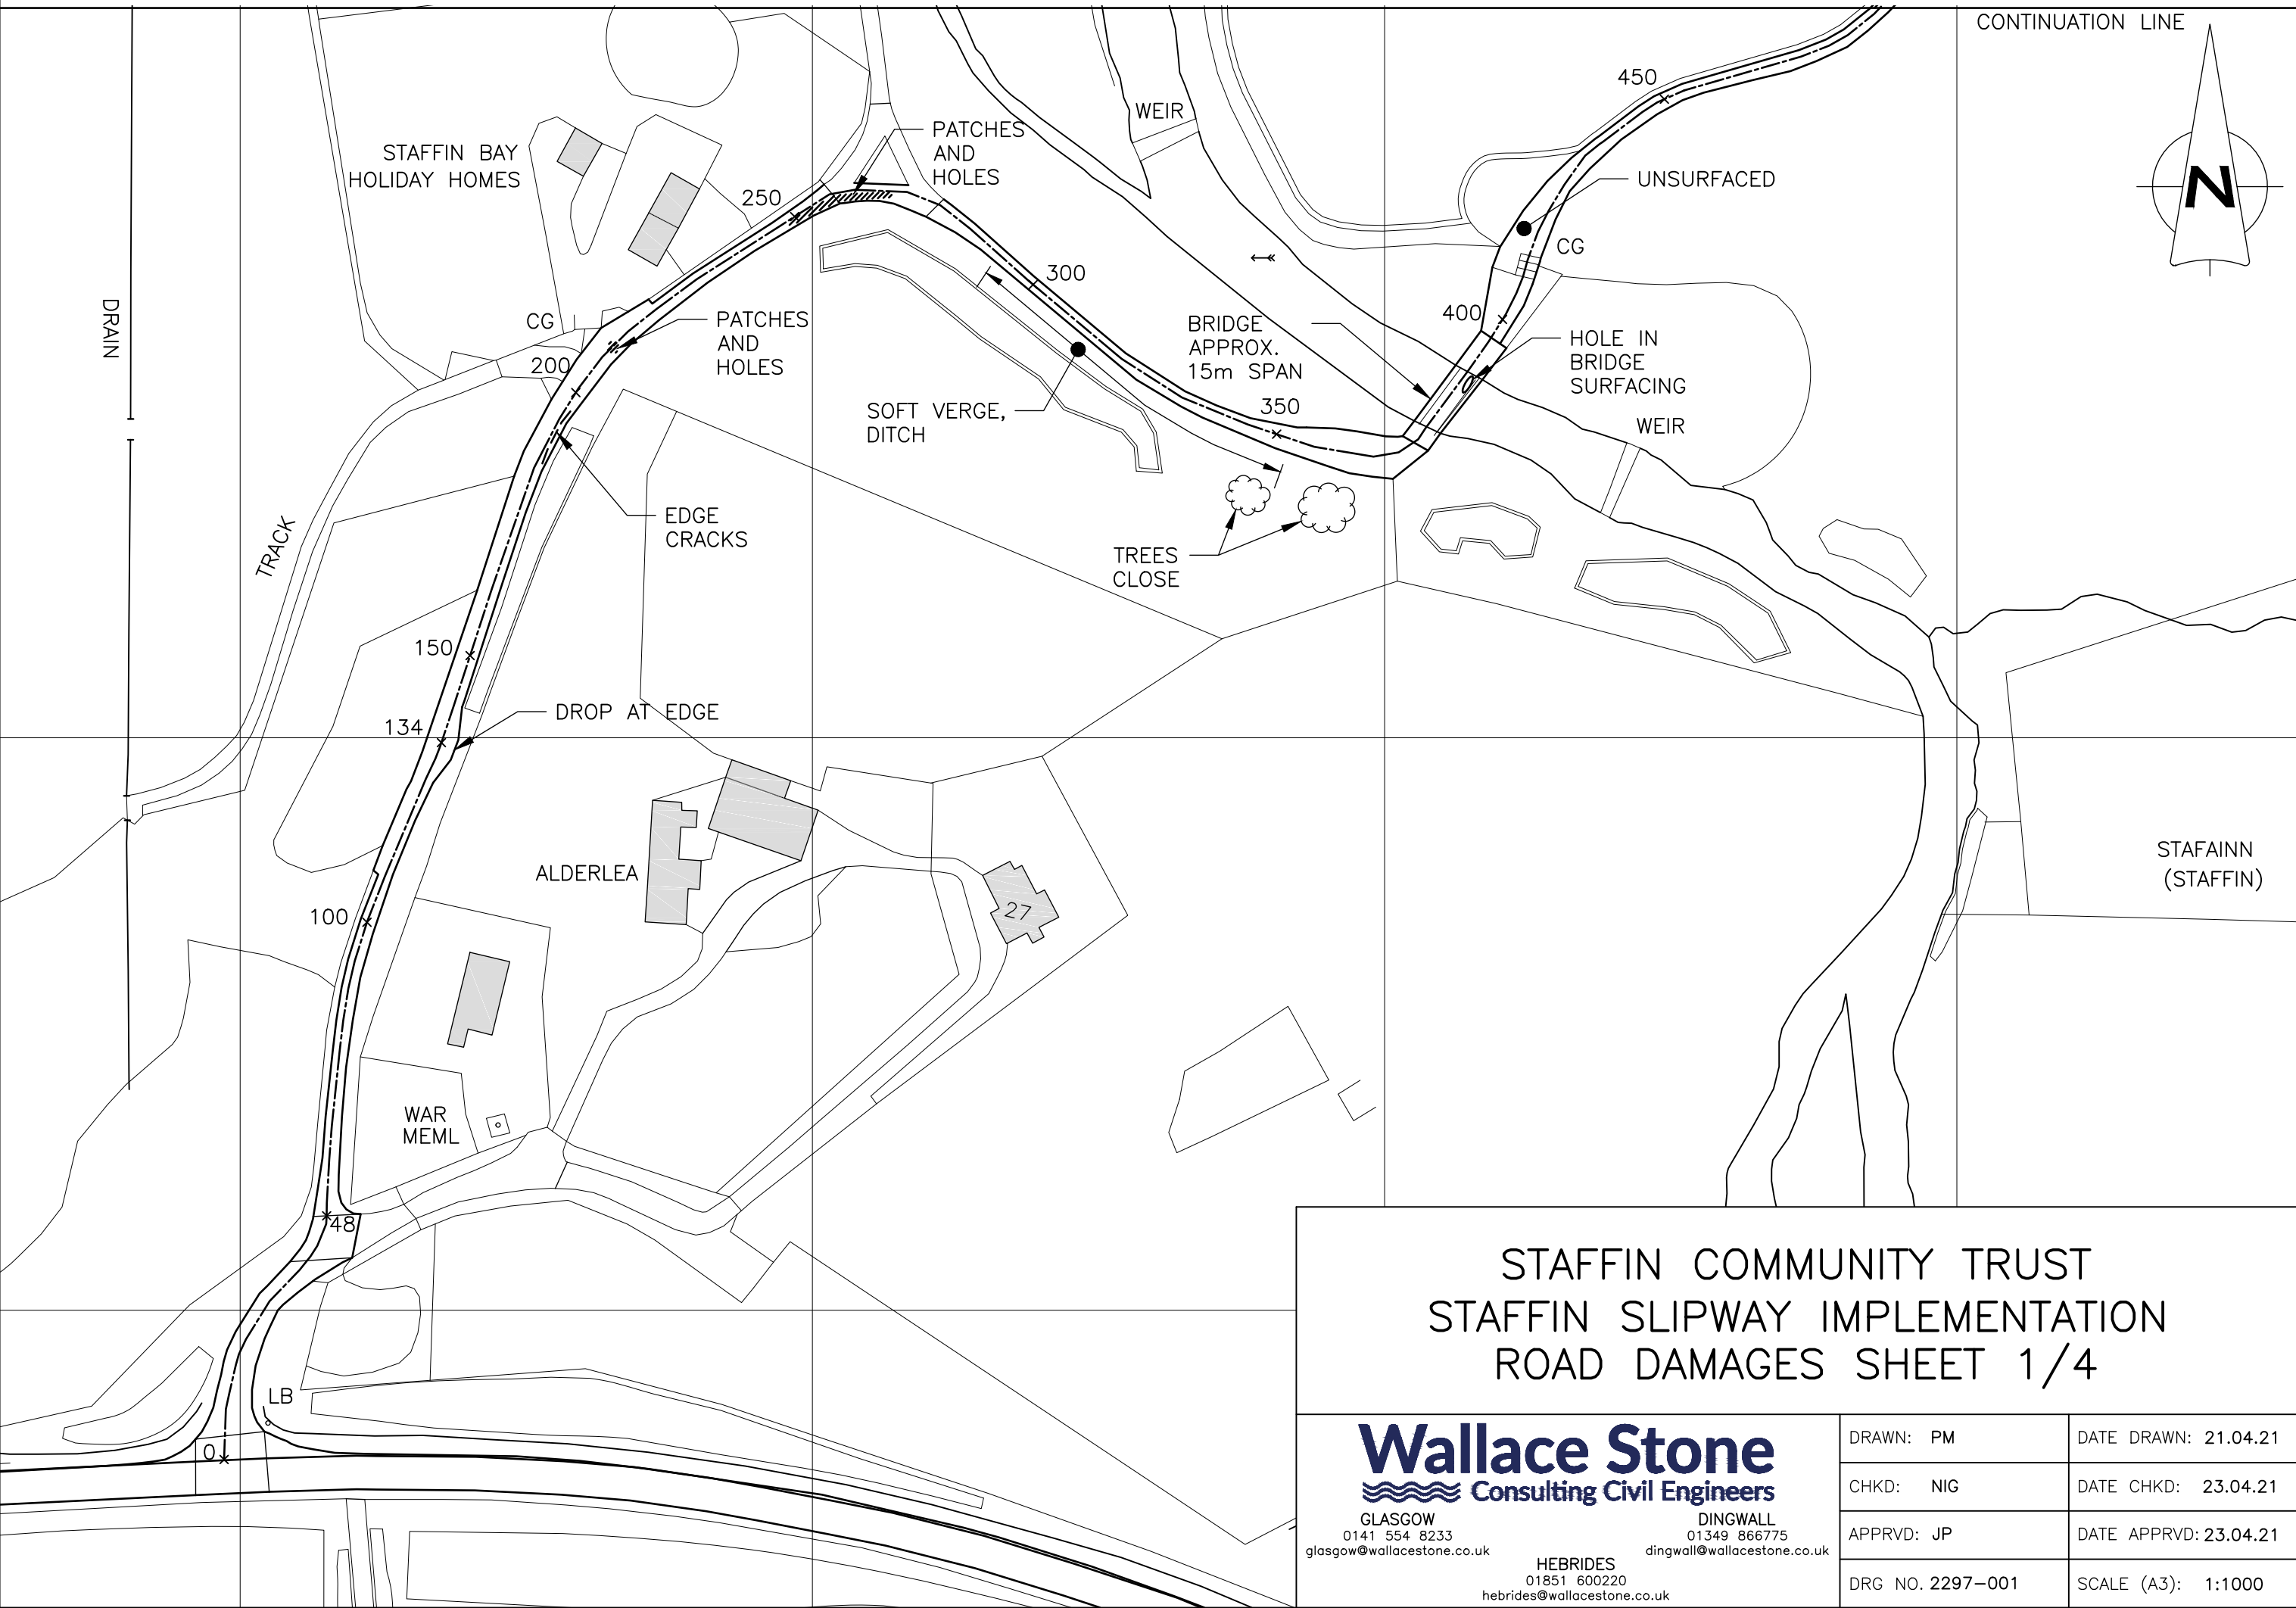 CONTINUATION LINE
450
WEIR
PATCHES
AND
HOLES
STAFFIN BAY
HOLIDAY HOMES
UNSURFACED
N
250
CG
300
DRAIN
CG
PATCHES
AND
HOLES
400
BRIDGE
APPROX.
15m SPAN
HOLE IN
BRIDGE
SURFACING
200
SOFT VERGE,
DITCH
350
WEIR
EDGE
CRACKS
TRACK
TREES
CLOSE
150
DROP AT EDGE
134
STAFAINN
(STAFFIN)
ALDERLEA
27
100
WAR
MEML
48
LB
0
STAFFIN COMMUNITY TRUST
STAFFIN SLIPWAY IMPLEMENTATION
ROAD DAMAGES SHEET 1/4
Wallace Stone
Consulting Civil Engineers
GLASGOW
0141 554 8233
glasgow@wallacestone.co.uk
DINGWALL
01349 866775
dingwall@wallacestone.co.uk
HEBRIDES
01851 600220
hebrides@wallacestone.co.uk
DRAWN: PM
DATE DRAWN: 21.04.21
CHKD: NIG
DATE CHKD: 23.04.21
APPRVD: JP
DATE APPRVD: 23.04.21
DRG NO. 2297-001
SCALE (A3): 1:1000